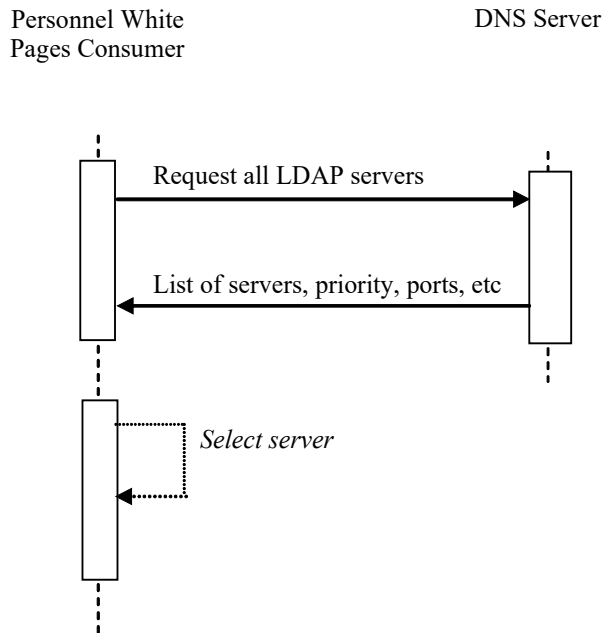 Personnel White
Pages Consumer
DNS Server
Request all LDAP servers
List of servers, priority, ports, etc
Select server